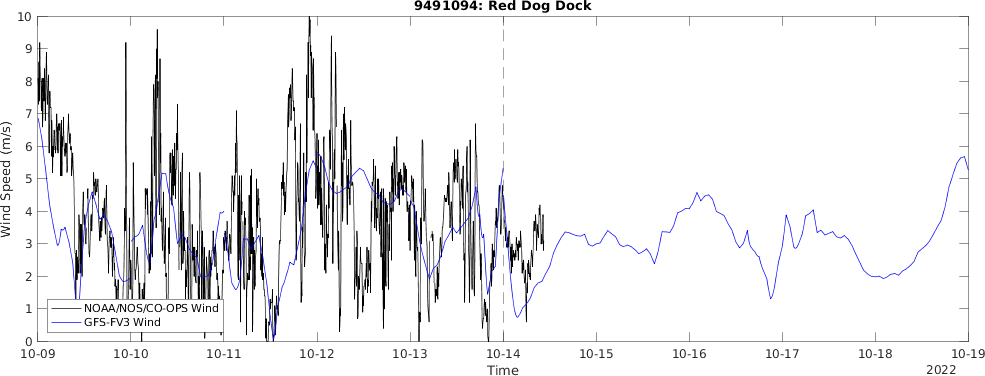 9491094: Red Dog Dock
Wind Speed (m/s)
10
9
8
7
6
5
4
3
2
1
0
NOAA/NOS/CO-OPS Wind
GFS-FV3 Wind
10-09 10-10 10-11 10-12 10-13 10-14 10-15 10-16 10-17 10-18 10-19
Time
2022